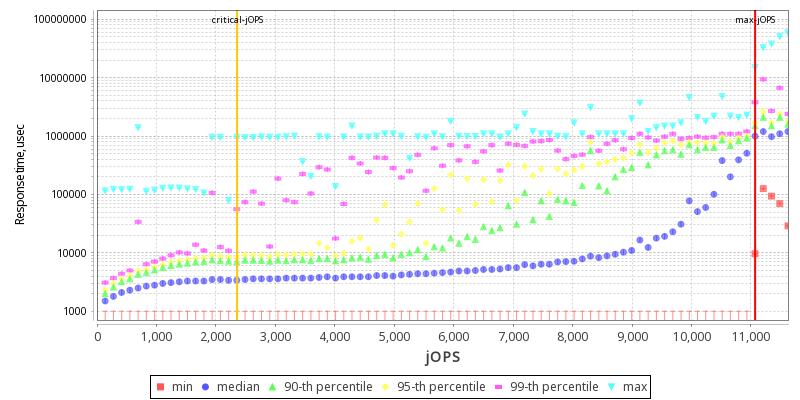 critical-jOPS
max-jOPS
Response time, usec
100000000
10000000
1000000
100000
10000
1000
0
1,000
2,000
3,000
4,000
5,000
6,000
7,000
8,000
9,000
10,000
11,000
jOPS
min
median
90-th percentile
95-th percentile
99-th percentile
max